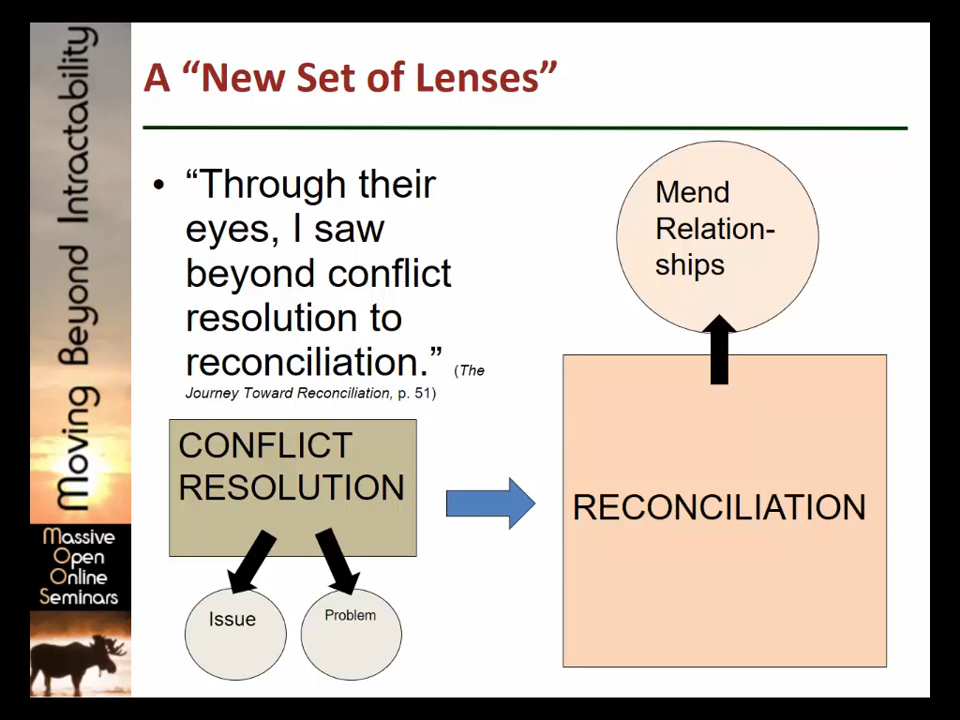 Moving Beyond Intractability
Massive
Open
Online
Seminars
A “New Set of Lenses”
• “Through their
eyes, I saw
beyond conflict
resolution to
reconciliation.” (The
Journey Toward Reconciliation, p. 51)
CONFLICT
RESOLUTION
Issue
Problem
Mend
Relation-
ships
RECONCILIATION